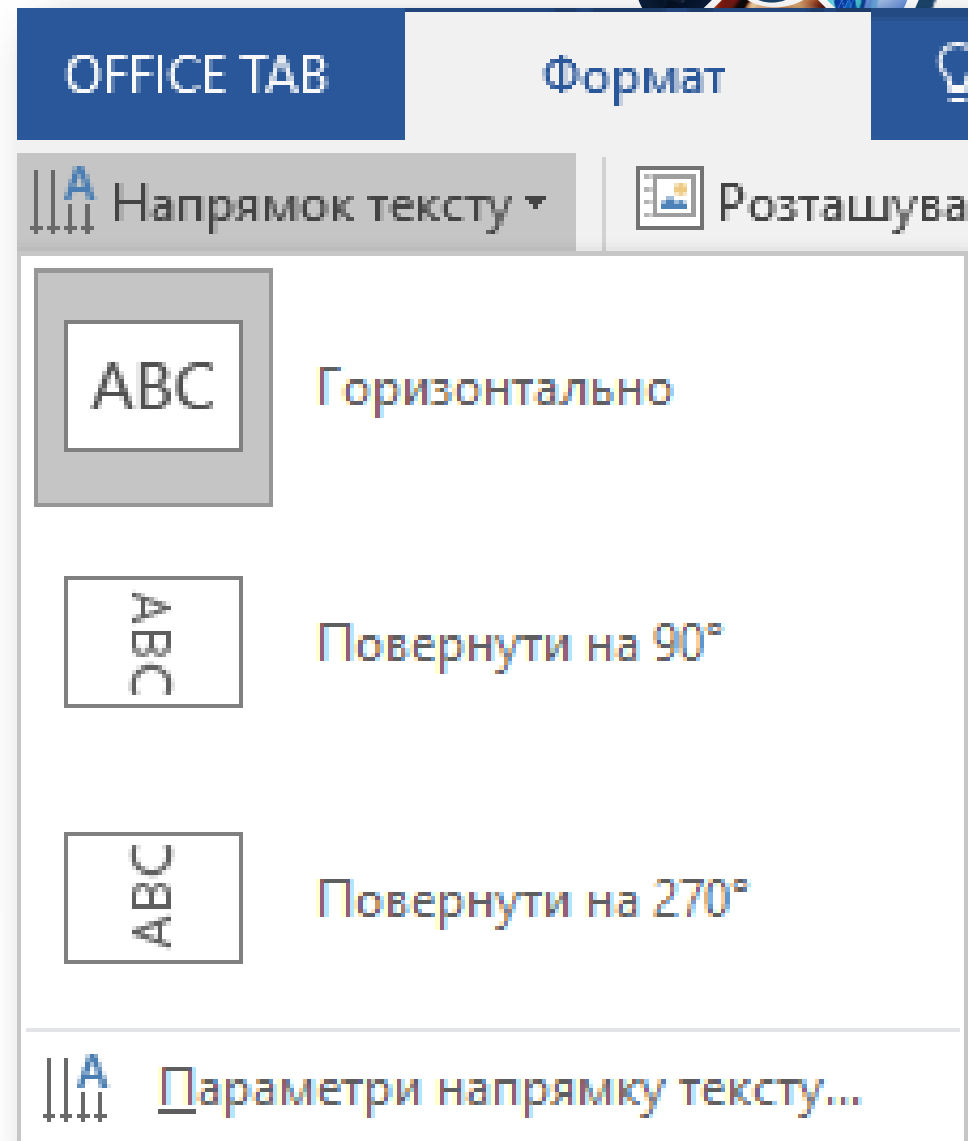 OFFICE TAB Формат
Напрямок тексту Розташува
ABC Горизонтально
ABC Повернути на 90°
ABC Повернути на 270°
A Параметри напрямку тексту...